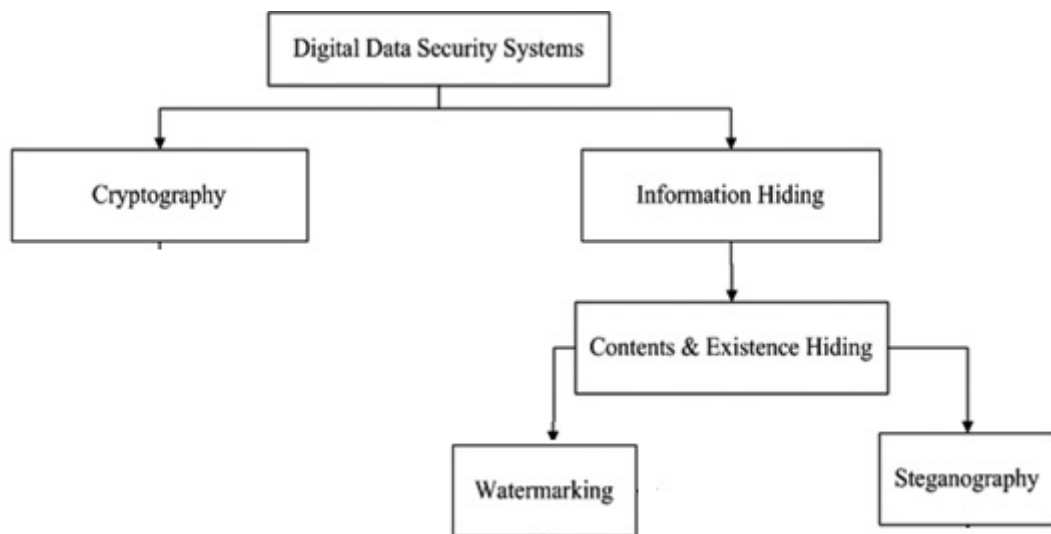 Digital Data Security Systems
Cryptography
Information Hiding
Contents & Existence Hiding
Watermarking
Steganography